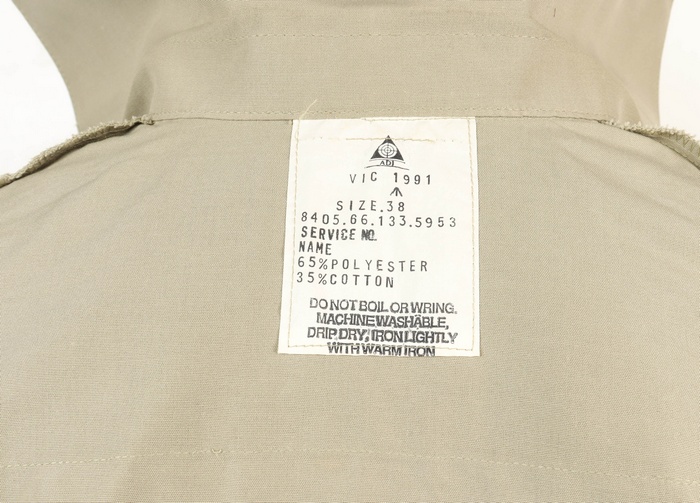 ADI
VIC 1991
SIZE.38
8405.66.133.5953
SERVICE NO.
NAME
65%POLYESTER
35%COTTON
DO NOT BOIL OR WRING.
MACHINE WASHABLE,
DRIP DRY, IRON LIGHTLY
WITH WARM IRON